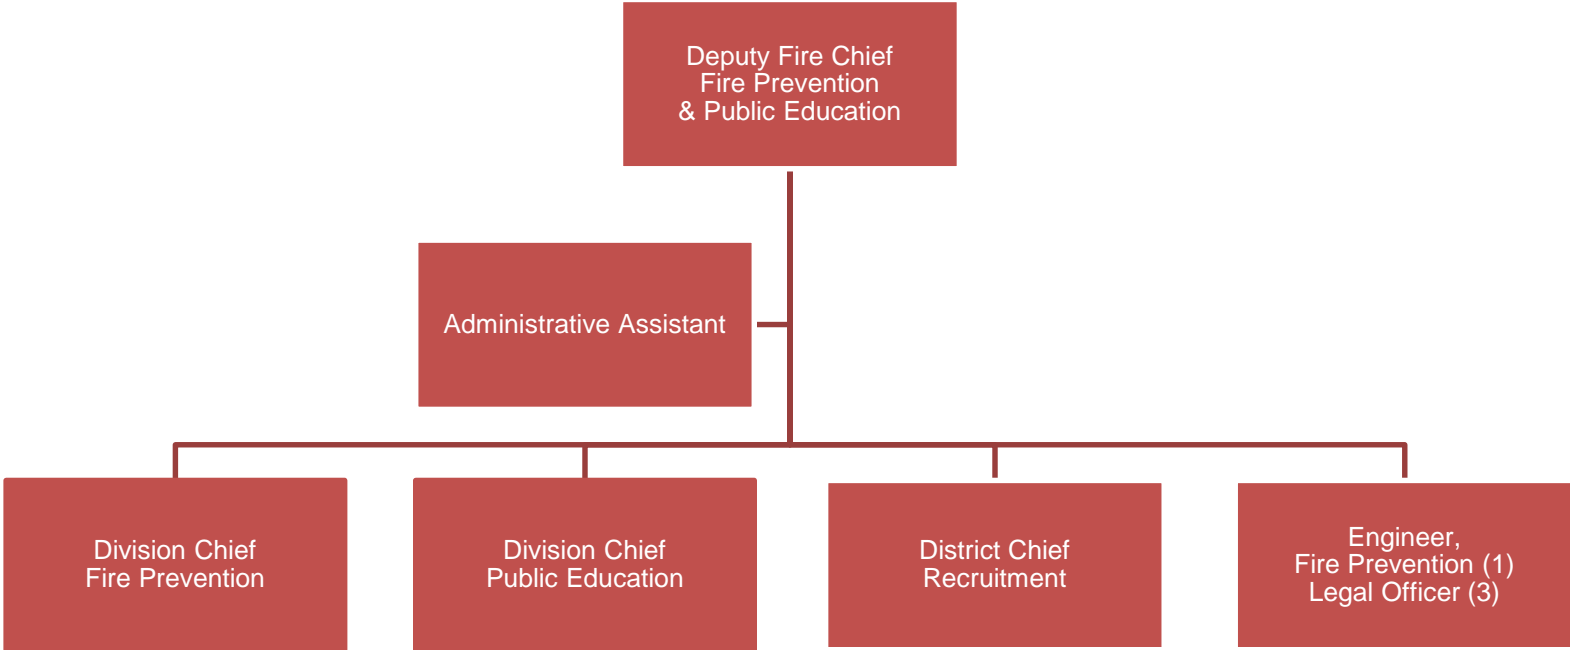 Deputy Fire Chief
Fire Prevention
& Public Education
Administrative Assistant
Division Chief
Fire Prevention
Division Chief
Public Education
District Chief
Recruitment
Engineer,
Fire Prevention (1)
Legal Officer (3)